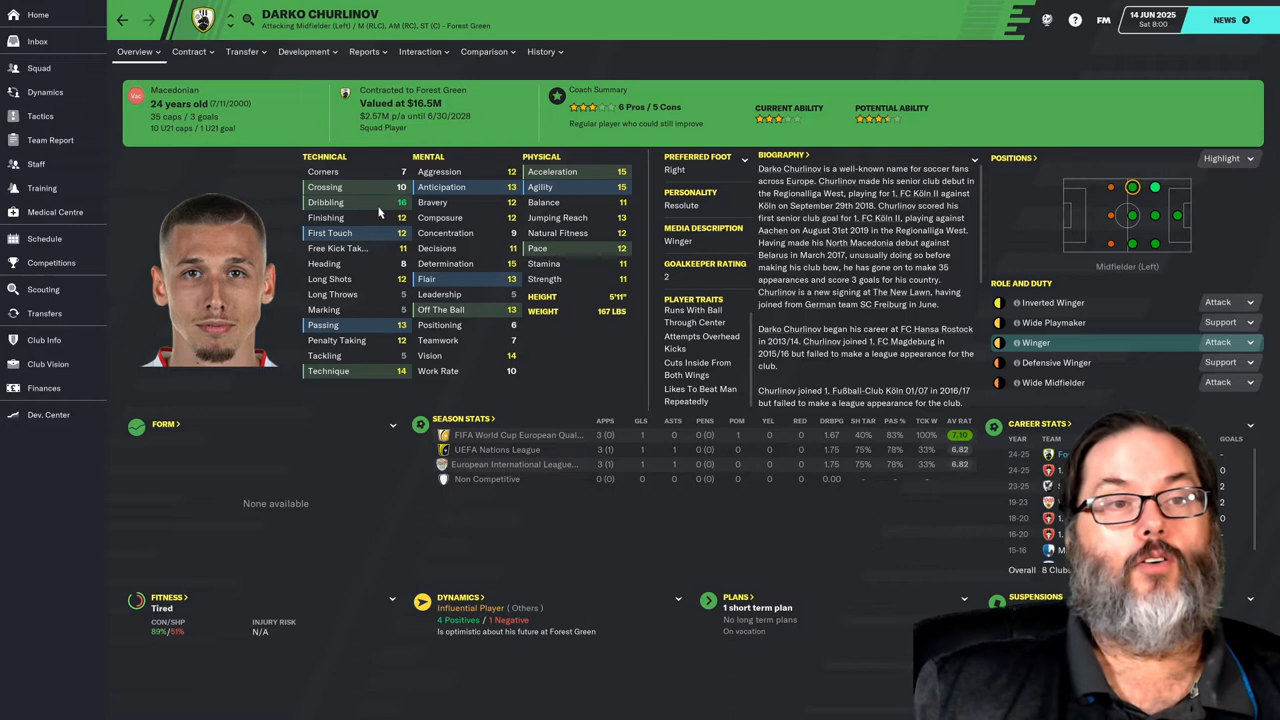 Home
Inbox
Squad
Dynamics
Tactics
Team Report
Staff
Training
Medical Centre
Schedule
Competitions
Scouting
Transfers
Club Info
Club Vision
Finances
Dev. Center
DARKO CHURLINOV
Attacking Midfielder (RLC) / M (RLC), AM (RC), ST (C) - Forest Green
FM
14 JUN 2025
Sat 8:00
NEWS
Overview
Contract
Transfer
Development
Reports
Interaction
Comparison
History
Vac
Macedonian
24 years old (7/11/2000)
35 caps / 3 goals
10 U21 caps / 1 U21 goal
Contracted to Forest Green
Valued at $16.5M
$2.57M p/a until 6/30/2028
Squad Player
Coach Summary
6 Pros / 5 Cons
Regular player who could still improve
CURRENT ABILITY
POTENTIAL ABILITY
TECHNICAL
Corners 7
Crossing 10
Dribbling 16
Finishing 12
First Touch 12
Free Kick Tak... 11
Heading 8
Long Shots 12
Long Throws 5
Marking 5
Passing 13
Penalty Taking 12
Tackling 5
Technique 14
MENTAL
Aggression 12
Anticipation 13
Bravery 12
Composure 12
Concentration 9
Decisions 11
Determination 15
Flair 13
Leadership 5
Off The Ball 13
Positioning 6
Teamwork 7
Vision 14
Work Rate 10
PHYSICAL
Acceleration 15
Agility 15
Balance 11
Jumping Reach 13
Natural Fitness 12
Pace 12
Stamina 11
Strength 11
HEIGHT 5'11"
WEIGHT 167 LBS
PREFERRED FOOT
Right
PERSONALITY
Resolute
MEDIA DESCRIPTION
Winger
GOALKEEPER RATING
2
PLAYER TRAITS
Runs With Ball
Through Center
Attempts Overhead
Kicks
Cuts Inside From
Both Wings
Likes To Beat Man
Repeatedly
BIOGRAPHY
Darko Churlinov is a well-known name for soccer fans
across Europe. Churlinov made his senior club debut in
the Regionalliga West, playing for 1. FC Köln II against
Köln on September 29th 2018. Churlinov scored his
first senior club goal for 1. FC Köln II, playing against
Aachen on August 31st 2019 in the Regionalliga West.
Having made his North Macedonia debut against
Belarus in March 2017, unusually doing so before
making his club bow, he has gone on to make 35
appearances and score 3 goals for his country.
Churlinov is a new signing at The New Lawn, having
joined from German team SC Freiburg in June.
Darko Churlinov began his career at FC Hansa Rostock
in 2013/14. Churlinov joined 1. FC Magdeburg in
2015/16 but failed to make a league appearance for the
club.
Churlinov joined 1. Fußball-Club Köln 01/07 in 2016/17
but failed to make a league appearance for the club.
POSITIONS
Highlight
Midfielder (Left)
ROLE AND DUTY
Inverted Winger Attack
Wide Playmaker Support
Winger Attack
Defensive Winger Support
Wide Midfielder Attack
FORM
None available
SEASON STATS
APPS GLS ASTS PENS POM YEL RED DRBPG SH TAR PAS % TCK W AV RAT
FIFA World Cup European Qual... 3 (0) 1 0 0 (0) 1 0 0 1.67 40% 83% 100% 7.10
UEFA Nations League 3 (1) 1 1 0 (0) 0 0 0 1.75 75% 78% 33% 6.82
European International League... 3 (1) 1 1 0 (0) 0 0 0 1.75 75% 78% 33% 6.82
Non Competitive 0 (0) 0 0 0 (0) 0 0 0 0.00 - - - -
CAREER STATS
YEAR TEAM GOALS
24-25 -
24-25 1. 0
23-25 2
19-23 2
18-20 1. 0
16-20 1. -
15-16 -
Overall 8 Clubs
FITNESS
Tired
CON/SHP
89%/51%
INJURY RISK
N/A
DYNAMICS
Influential Player (Others)
4 Positives / 1 Negative
Is optimistic about his future at Forest Green
PLANS
1 short term plan
No long term plans
On vacation
SUSPENSIONS